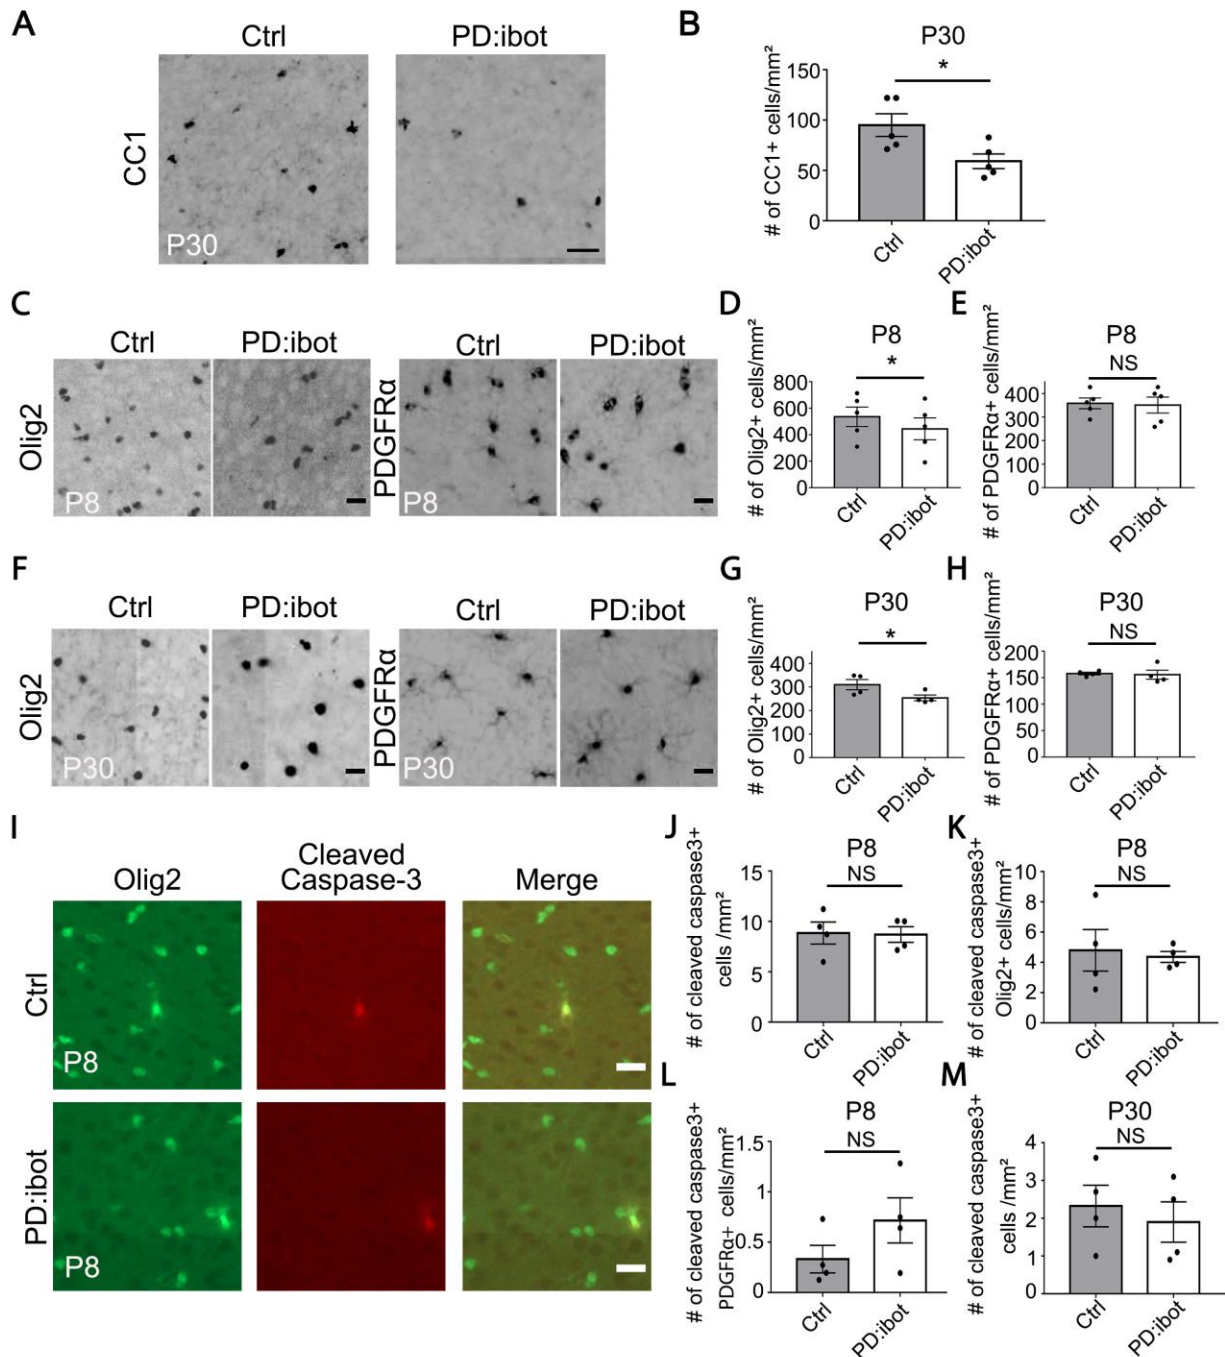 A
Ctrl
PD:ibot
CC1
P30
B
P30
*
# of CC1+ cells/mm²
150
100
50
0
Ctrl
PD:ibot
C
Ctrl
PD:ibot
Olig2
P8
Ctrl
PD:ibot
PDGFRα
P8
D
P8
*
# of Olig2+ cells/mm²
800
600
400
200
0
Ctrl
PD:ibot
E
P8
NS
# of PDGFRα+ cells/mm²
400
300
200
100
0
Ctrl
PD:ibot
F
Ctrl
PD:ibot
Olig2
P30
Ctrl
PD:ibot
PDGFRα
P30
G
P30
*
# of Olig2+ cells/mm²
400
300
200
100
0
Ctrl
PD:ibot
H
P30
NS
# of PDGFRα+ cells/mm²
200
150
100
50
0
Ctrl
PD:ibot
I
Olig2
Cleaved
Caspase-3
Merge
Ctrl
P8
PD:ibot
P8
J
P8
NS
# of cleaved caspase3+
cells /mm²
15
10
5
0
Ctrl
PD:ibot
K
P8
NS
# of cleaved caspase3+
Olig2+ cells/mm²
10
8
6
4
2
0
Ctrl
PD:ibot
L
P8
NS
# of cleaved caspase3+
PDGFRα+ cells/mm²
1.5
1
0.5
0
Ctrl
PD:ibot
M
P30
NS
# of cleaved caspase3+
cells /mm²
4
3
2
1
0
Ctrl
PD:ibot